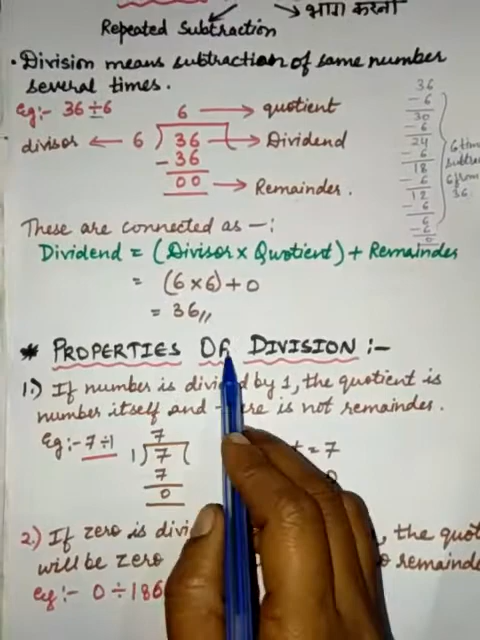 → भाग करना
Repeated Subtraction
• Division means subtraction of same number
several times.
Eg:- 36 ÷ 6
6 → quotient
divisor ← 6 ) 36 ( → Dividend
- 36
00 → Remainder.
36
- 6
30
- 6
24
- 6
18
- 6
12
- 6
6
- 6
0
6 from
36.
These are connected as -:
Dividend = (Divisor x Quotient) + Remainder
= (6 x 6) + 0
= 36//
* PROPERTIES OF DIVISION :-
1.) If number is divided by 1, the quotient is
number itself and there is not remainder.
Eg:- 7 ÷ 1
7
1 ) 7 (
7
0
= 7
2.) If zero is , the
will be zero
eg:- 0 ÷ 186